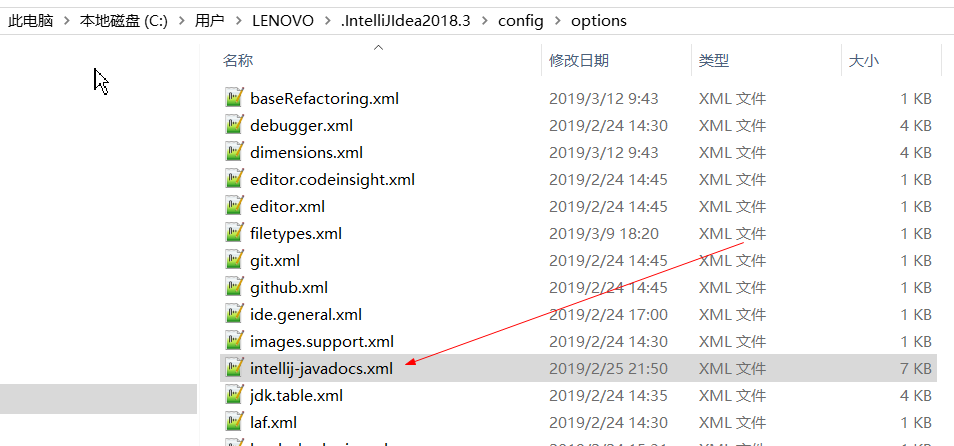 此电脑 > 本地磁盘 (C:) > 用户 > LENOVO > .IntelliJIdea2018.3 > config > options
名称 修改日期 类型 大小
baseRefactoring.xml 2019/3/12 9:43 XML 文件 1 KB
debugger.xml 2019/2/24 14:30 XML 文件 4 KB
dimensions.xml 2019/3/12 9:43 XML 文件 4 KB
editor.codeinsight.xml 2019/2/24 14:45 XML 文件 1 KB
editor.xml 2019/2/24 14:45 XML 文件 1 KB
filetypes.xml 2019/3/9 18:20 XML 文件 1 KB
git.xml 2019/2/24 14:45 XML 文件 1 KB
github.xml 2019/2/24 14:45 XML 文件 1 KB
ide.general.xml 2019/2/24 17:00 XML 文件 1 KB
images.support.xml 2019/2/24 14:30 XML 文件 1 KB
intellij-javadocs.xml 2019/2/25 21:50 XML 文件 7 KB
jdk.table.xml 2019/2/24 14:35 XML 文件 4 KB
laf.xml 2019/2/24 14:30 XML 文件 1 KB